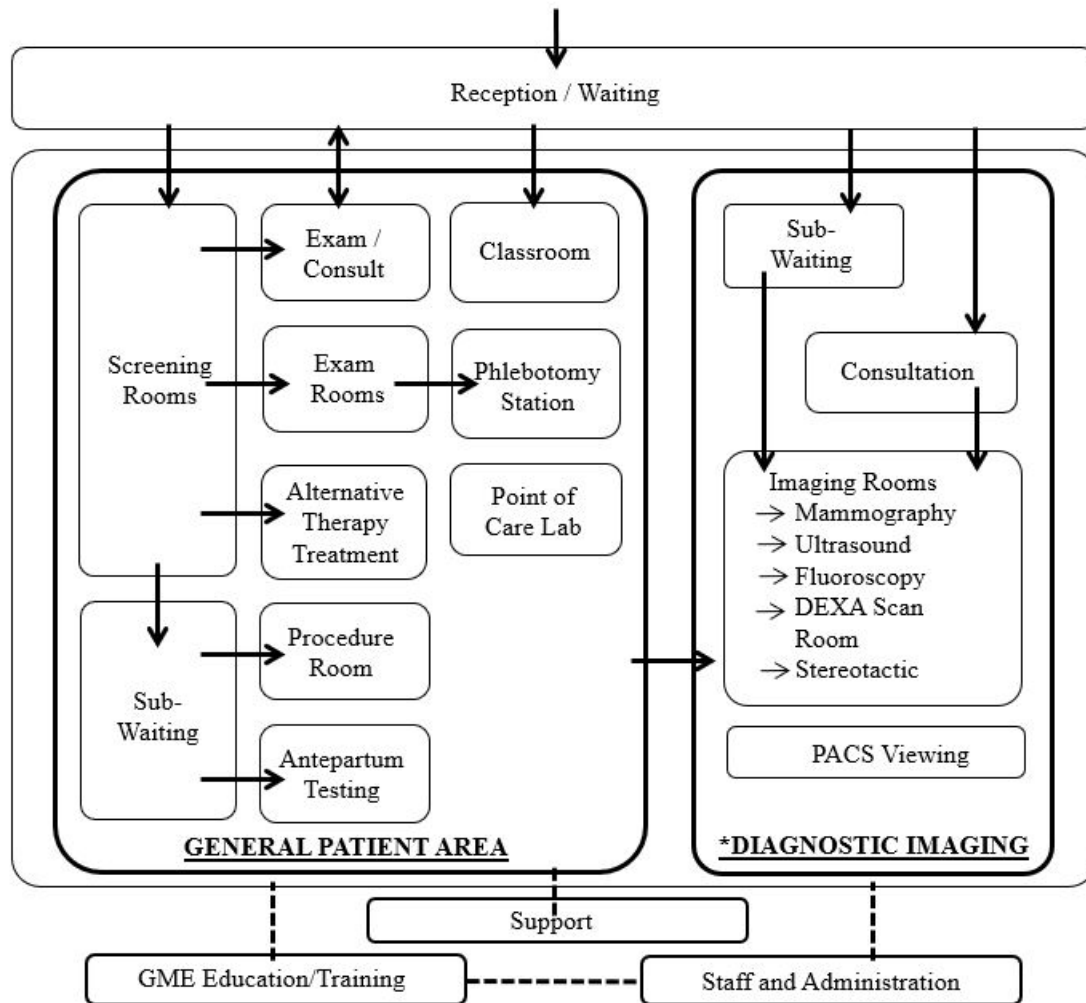 Reception / Waiting
Exam /
Consult
Classroom
Sub-
Waiting
Screening
Rooms
Exam
Rooms
Phlebotomy
Station
Consultation
Alternative
Therapy
Treatment
Point of
Care Lab
Imaging Rooms
Mammography
Ultrasound
Fluoroscopy
DEXA Scan
Room
Stereotactic
Sub-
Waiting
Procedure
Room
Antepartum
Testing
PACS Viewing
GENERAL PATIENT AREA
*DIAGNOSTIC IMAGING
Support
GME Education/Training
Staff and Administration